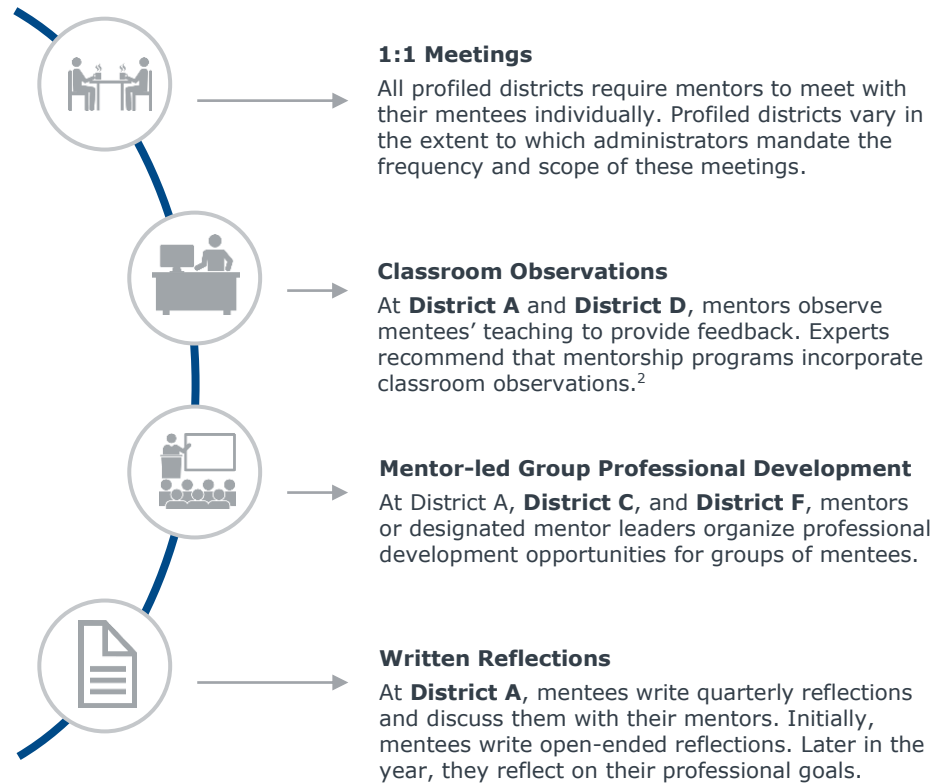 1:1 Meetings
All profiled districts require mentors to meet with
their mentees individually. Profiled districts vary in
the extent to which administrators mandate the
frequency and scope of these meetings.
Classroom Observations
At District A and District D, mentors observe
mentees’ teaching to provide feedback. Experts
recommend that mentorship programs incorporate
classroom observations.2
Mentor-led Group Professional Development
At District A, District C, and District F, mentors
or designated mentor leaders organize professional
development opportunities for groups of mentees.
Written Reflections
At District A, mentees write quarterly reflections
and discuss them with their mentors. Initially,
mentees write open-ended reflections. Later in the
year, they reflect on their professional goals.